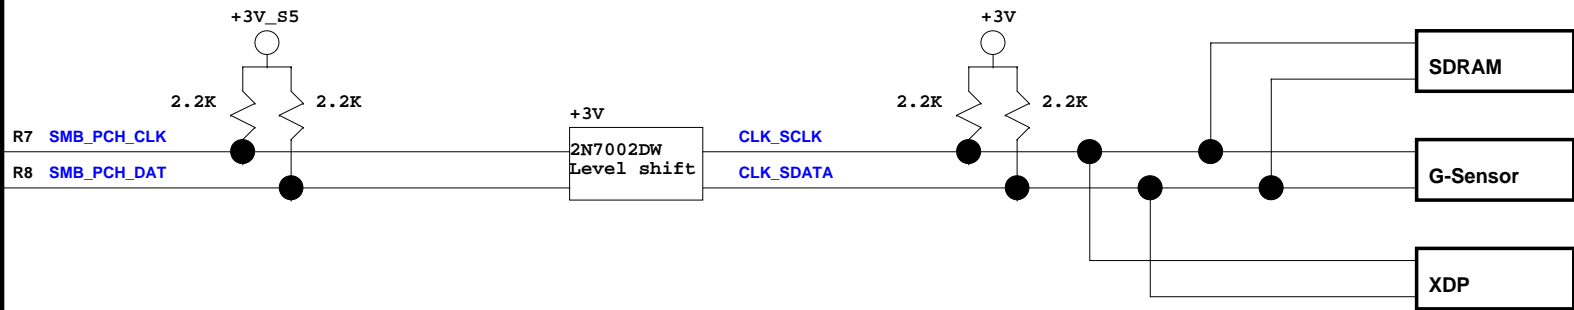 +3V_S5
+3V
SDRAM
2.2K
2.2K
2.2K
2.2K
+3V
R7 SMB_PCH_CLK
CLK_SCLK
2N7002DW
Level shift
R8 SMB_PCH_DAT
CLK_SDATA
G-Sensor
XDP